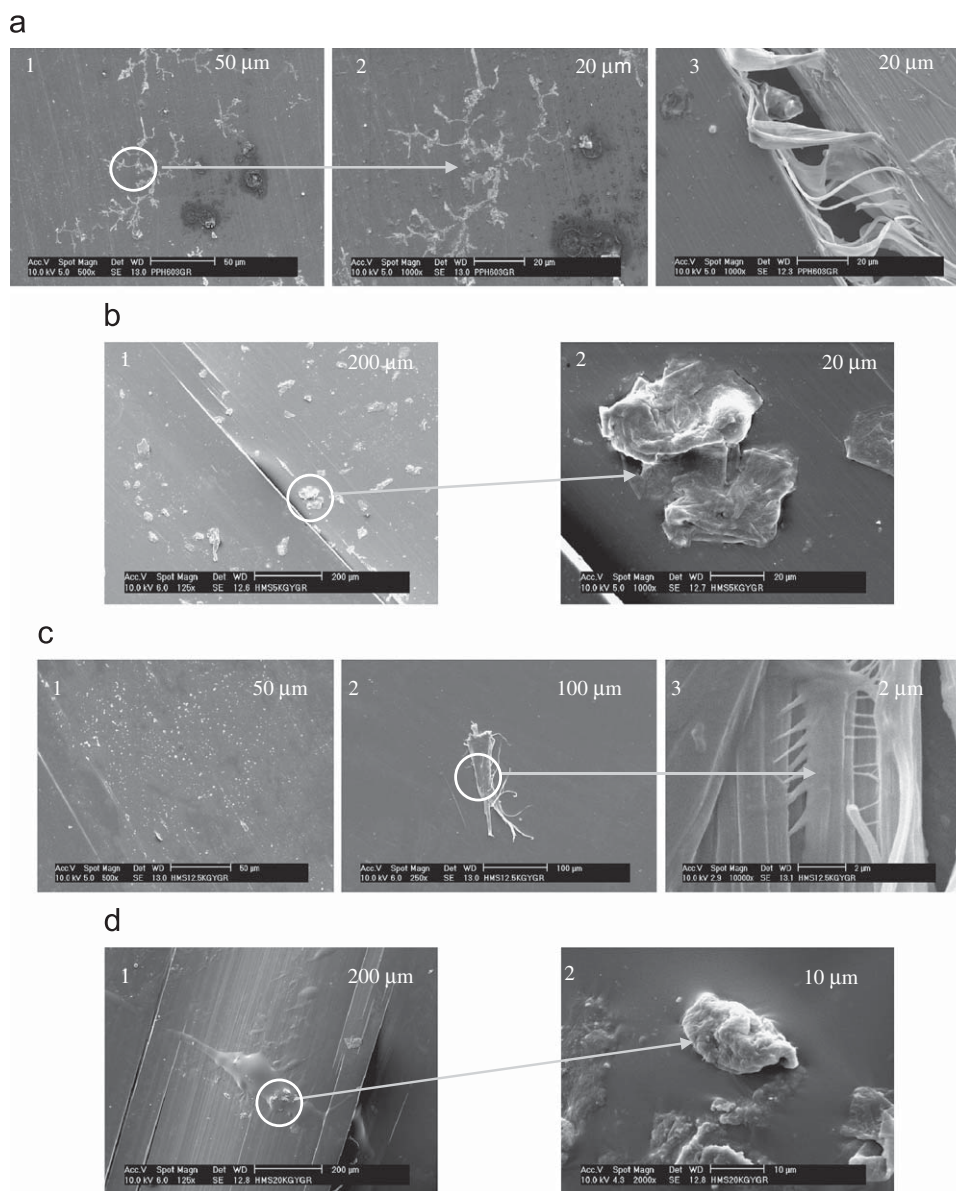 a
1 50 µm
2 20 µm
3 20 µm
Acc.V Spot Magn Det WD 50 µm
10.0 kV 5.0 500x SE 13.0 PPH603GR
Acc.V Spot Magn Det WD 20 µm
10.0 kV 5.0 1000x SE 13.0 PPH603GR
Acc.V Spot Magn Det WD 20 µm
10.0 kV 5.0 1000x SE 12.3 PPH603GR
b
1 200 µm
2 20 µm
Acc.V Spot Magn Det WD 200 µm
10.0 kV 6.0 125x SE 12.6 HMS5KGYGR
Acc.V Spot Magn Det WD 20 µm
10.0 kV 5.0 1000x SE 12.7 HMS5KGYGR
c
1 50 µm
2 100 µm
3 2 µm
Acc.V Spot Magn Det WD 50 µm
10.0 kV 5.0 500x SE 13.0 HMS12.5KGYGR
Acc.V Spot Magn Det WD 100 µm
10.0 kV 6.0 250x SE 13.0 HMS12.5KGYGR
Acc.V Spot Magn Det WD 2 µm
10.0 kV 2.9 10000x SE 13.1 HMS12.5KGYGR
d
1 200 µm
2 10 µm
Acc.V Spot Magn Det WD 200 µm
10.0 kV 6.0 125x SE 12.8 HMS20KGYGR
Acc.V Spot Magn Det WD 10 µm
10.0 kV 4.3 2000x SE 12.8 HMS20KGYGR